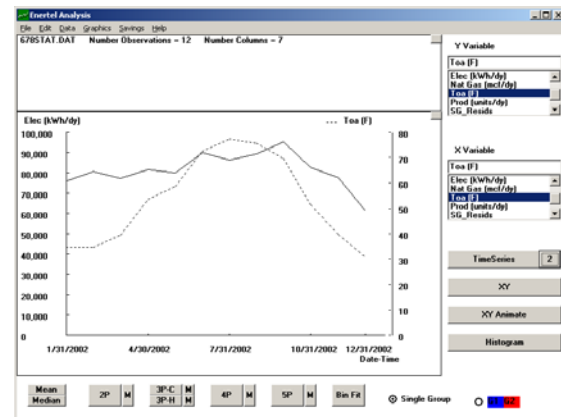 Enertel Analysis
File Edit Data Graphics Savings Help
678STAT.DAT Number Observations = 12 Number Columns = 7
Y Variable
Toa (F)
Elec (kWh/dy)
Nat Gas (mcf/dy)
Toa (F)
Prod (units/dy)
SG_Resids
X Variable
Toa (F)
Elec (kWh/dy)
Nat Gas (mcf/dy)
Toa (F)
Prod (units/dy)
SG_Resids
TimeSeries 2
XY
XY Animate
Histogram
Elec (kWh/dy)
Toa (F)
100,000
90,000
80,000
70,000
60,000
50,000
40,000
30,000
20,000
10,000
0
80
70
60
50
40
30
20
10
0
1/31/2002 4/30/2002 7/31/2002 10/31/2002 12/31/2002
Date-Time
Mean
Median
2P M
3P-C M
3P-H M
4P M
5P M
Bin Fit
Single Group
G1 G2